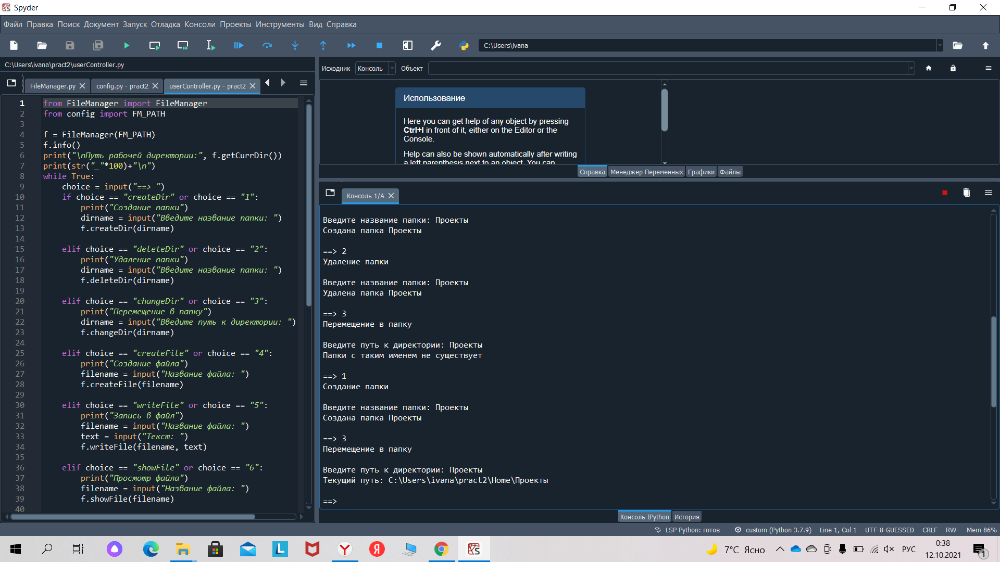 Spyder
Файл Правка Поиск Документ Запуск Отладка Консоли Проекты Инструменты Вид Справка
C:\Users\ivana
C:\Users\ivana\pract2\userController.py
FileManager.py
config.py - pract2
userController.py - pract2
1 from FileManager import FileManager
2 from config import FM_PATH
3
4 f = FileManager(FM_PATH)
5 f.info()
6 print("\nПуть рабочей директории:", f.getCurrDir())
7 print(str("_"*100)+"\n")
8 while True:
9 choice = input("==> ")
10 if choice == "createDir" or choice == "1":
11 print("Создание папки")
12 dirname = input("Введите название папки: ")
13 f.createDir(dirname)
14
15 elif choice == "deleteDir" or choice == "2":
16 print("Удаление папки")
17 dirname = input("Введите название папки: ")
18 f.deleteDir(dirname)
19
20 elif choice == "changeDir" or choice == "3":
21 print("Перемещение в папку")
22 dirname = input("Введите путь к директории: ")
23 f.changeDir(dirname)
24
25 elif choice == "createFile" or choice == "4":
26 print("Создание файла")
27 filename = input("Название файла: ")
28 f.createFile(filename)
29
30 elif choice == "writeFile" or choice == "5":
31 print("Запись в файл")
32 filename = input("Название файла: ")
33 text = input("Текст: ")
34 f.writeFile(filename, text)
35
36 elif choice == "showFile" or choice == "6":
37 print("Просмотр файла")
38 filename = input("Название файла: ")
39 f.showFile(filename)
40
Исходник Консоль Объект
Использование
Here you can get help of any object by pressing
Ctrl+I in front of it, either on the Editor or the
Console.
Help can also be shown automatically after writing
a left parenthesis next to an object. You can
Справка Менеджер Переменных Графики Файлы
Консоль 1/A
Введите название папки: Проекты
Создана папка Проекты
==> 2
Удаление папки
Введите название папки: Проекты
Удалена папка Проекты
==> 3
Перемещение в папку
Введите путь к директории: Проекты
Папки с таким именем не существует
==> 1
Создание папки
Введите название папки: Проекты
Создана папка Проекты
==> 3
Перемещение в папку
Введите путь к директории: Проекты
Текущий путь: C:\Users\ivana\pract2\Home\Проекты
==>
Консоль IPython История
LSP Python: готов custom (Python 3.7.9) Line 1, Col 1 UTF-8-GUESSED CRLF RW Mem 86%
7°C Ясно
РУС
0:38
12.10.2021
1